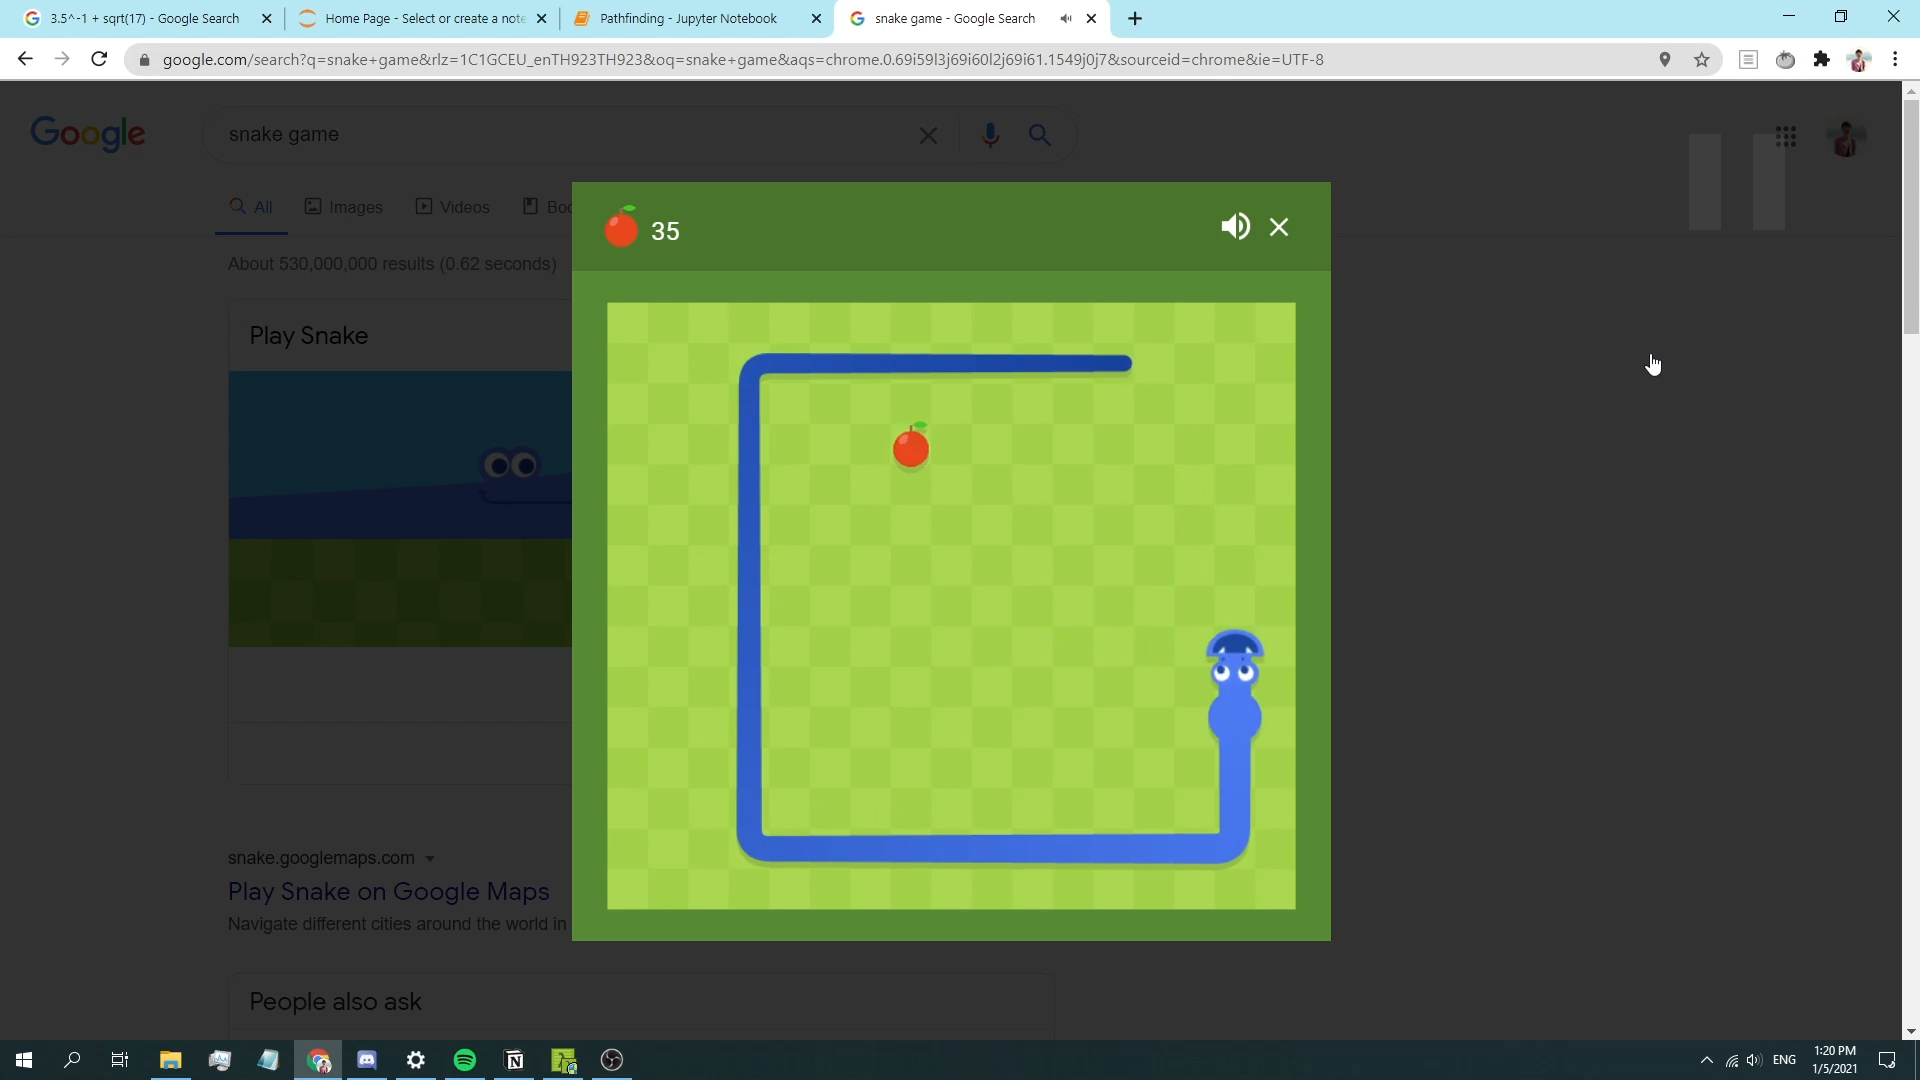 3.5^-1 + sqrt(17) - Google Search
Home Page - Select or create a note
Pathfinding - Jupyter Notebook
snake game - Google Search
google.com/search?q=snake+game&rlz=1C1GCEU_enTH923TH923&oq=snake+game&aqs=chrome.0.69i59l3j69i60l2j69i61.1549j0j7&sourceid=chrome&ie=UTF-8
Google
snake game
All
Images
Videos
Boo
35
About 530,000,000 results (0.62 seconds)
Play Snake
snake.googlemaps.com
Play Snake on Google Maps
Navigate different cities around the world in
People also ask
ENG
1:20 PM
1/5/2021